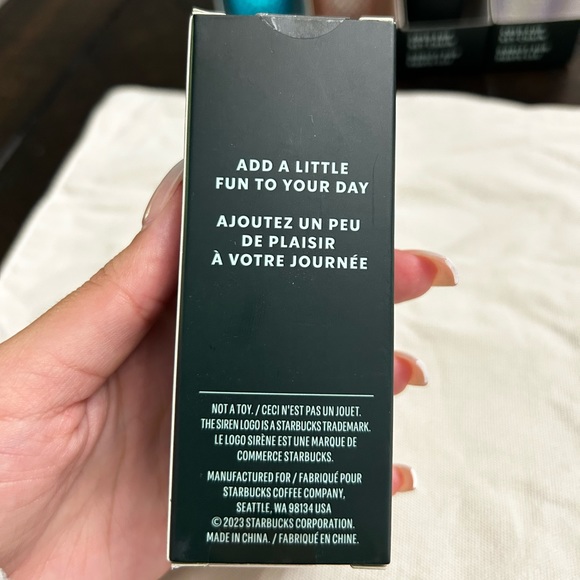 ADD A LITTLE
FUN TO YOUR DAY
AJOUTEZ UN PEU
DE PLAISIR
À VOTRE JOURNÉE
NOT A TOY. / CECI N'EST PAS UN JOUET.
THE SIREN LOGO IS A STARBUCKS TRADEMARK.
LE LOGO SIRÈNE EST UNE MARQUE DE
COMMERCE STARBUCKS.
MANUFACTURED FOR / FABRIQUÉ POUR
STARBUCKS COFFEE COMPANY,
SEATTLE, WA 98134 USA
© 2023 STARBUCKS CORPORATION.
MADE IN CHINA. / FABRIQUÉ EN CHINE.